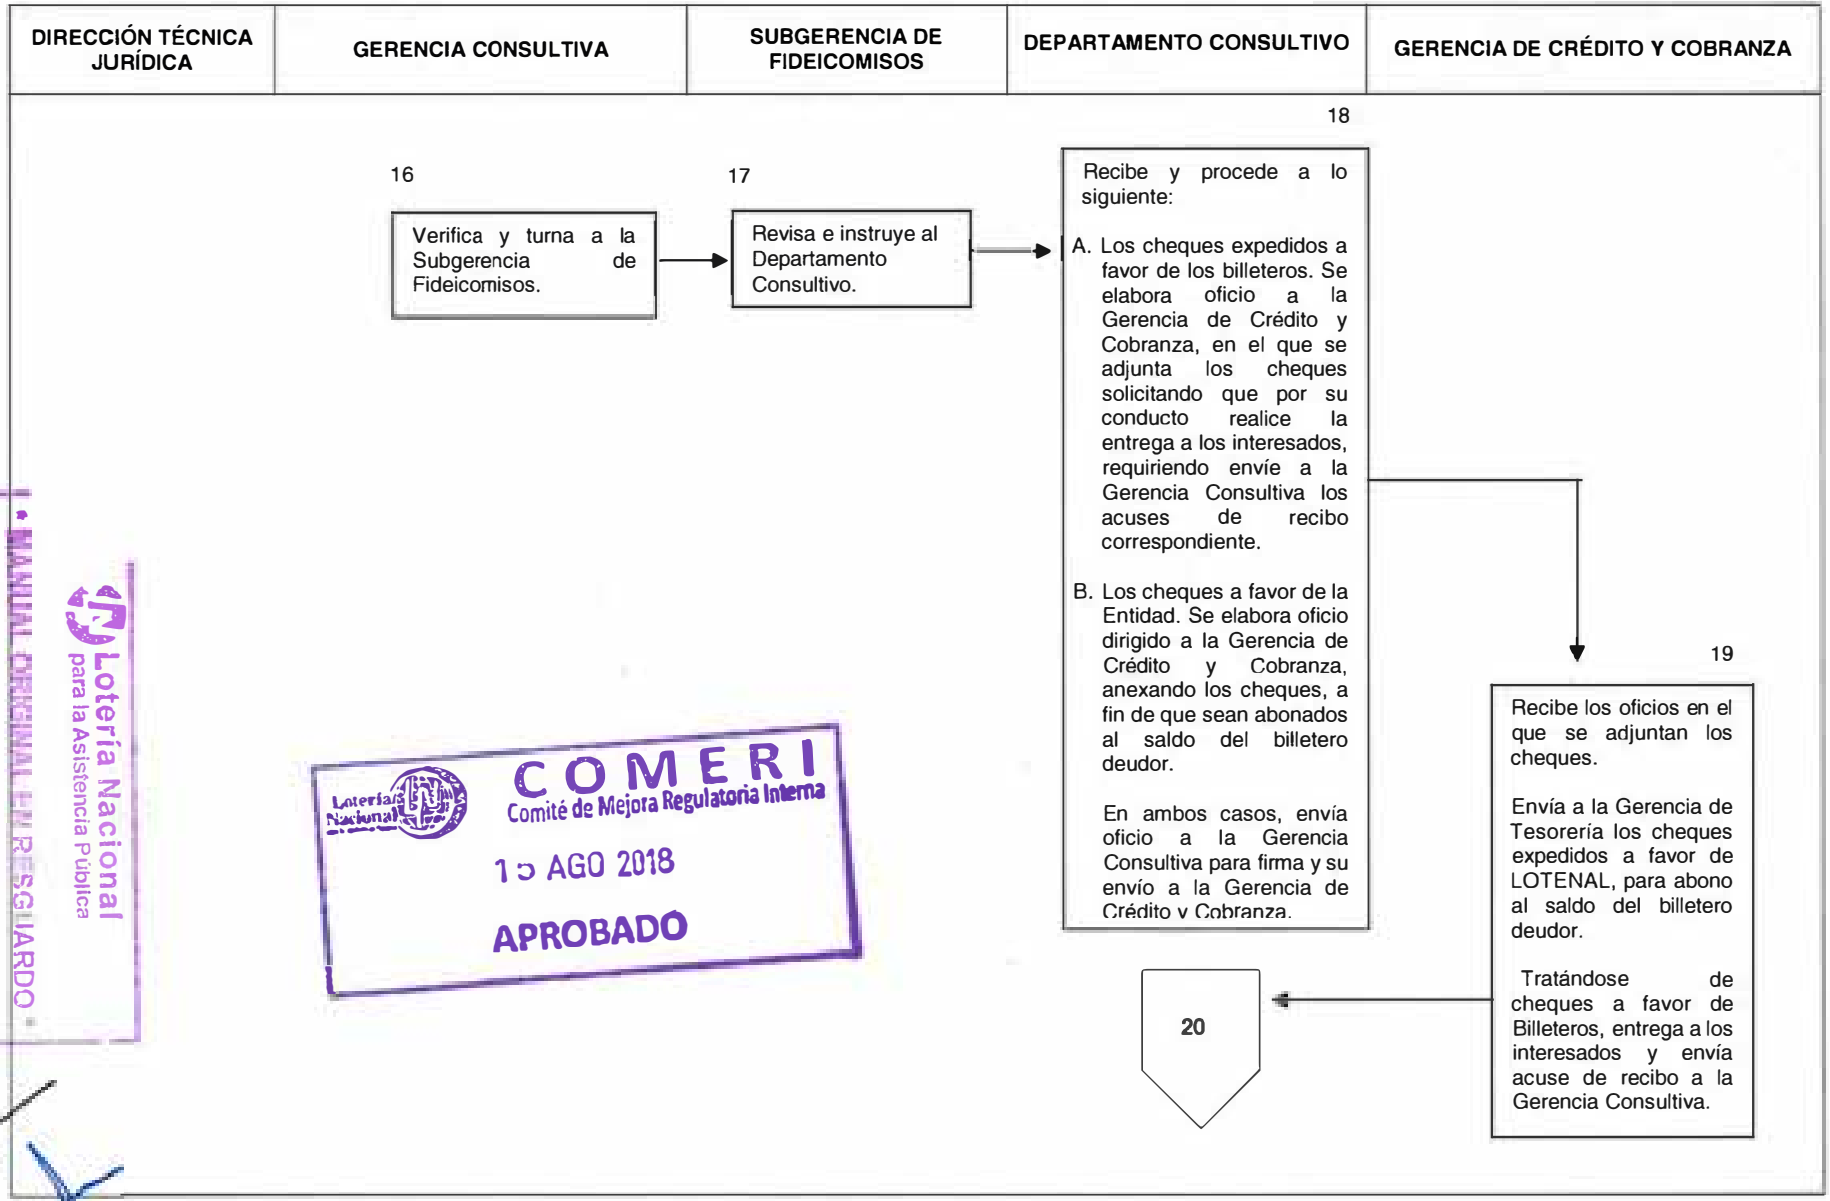 DIRECCIÓN TÉCNICA
JURÍDICA
GERENCIA CONSULTIVA
SUBGERENCIA DE
FIDEICOMISOS
DEPARTAMENTO CONSULTIVO
GERENCIA DE CRÉDITO Y COBRANZA
16
Verifica y turna a la
Subgerencia de
Fideicomisos.
17
Revisa e instruye al
Departamento
Consultivo.
18
Recibe y procede a lo
siguiente:
A. Los cheques expedidos a
favor de los billeteros. Se
elabora oficio a la
Gerencia de Crédito y
Cobranza, en el que se
adjunta los cheques
solicitando que por su
conducto realice la
entrega a los interesados,
requiriendo envíe a la
Gerencia Consultiva los
acuses de recibo
correspondiente.
B. Los cheques a favor de la
Entidad. Se elabora oficio
dirigido a la Gerencia de
Crédito y Cobranza,
anexando los cheques, a
fin de que sean abonados
al saldo del billetero
deudor.
En ambos casos, envía
oficio a la Gerencia
Consultiva para firma y su
envío a la Gerencia de
Crédito y Cobranza.
19
Recibe los oficios en el
que se adjuntan los
cheques.
Envía a la Gerencia de
Tesorería los cheques
expedidos a favor de
LOTENAL, para abono
al saldo del billetero
deudor.
Tratándose de
cheques a favor de
Billeteros, entrega a los
interesados y envía
acuse de recibo a la
Gerencia Consultiva.
20
Lotería Nacional
para la Asistencia Pública
• MANUAL ORIGINAL EN RESGUARDO •
Lotería
Nacional
COMERI
Comité de Mejora Regulatoria Interna
15 AGO 2018
APROBADO